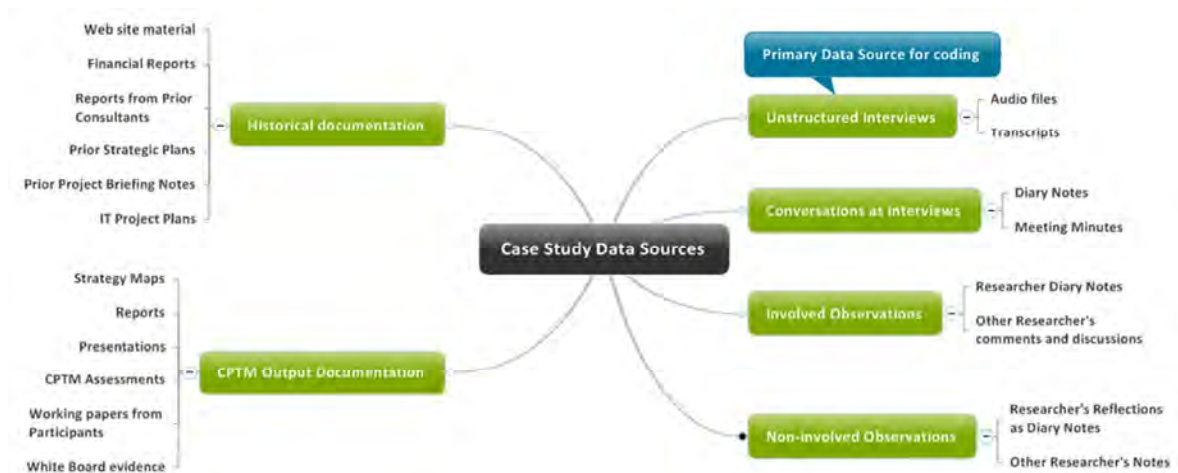 Web site material
Financial Reports
Reports from Prior
Consultants
Prior Strategic Plans
Prior Project Briefing Notes
IT Project Plans
Historical documentation
Strategy Maps
Reports
Presentations
CPTM Assessments
Working papers from
Participants
White Board evidence
CPTM Output Documentation
Case Study Data Sources
Primary Data Source for coding
Unstructured Interviews
Audio files
Transcripts
Conversations at Interviews
Diary Notes
Meeting Minutes
Involved Observations
Researcher Diary Notes
Other Researcher's
comments and discussions
Non-involved Observations
Researcher's Reflections
as Diary Notes
Other Researcher's Notes